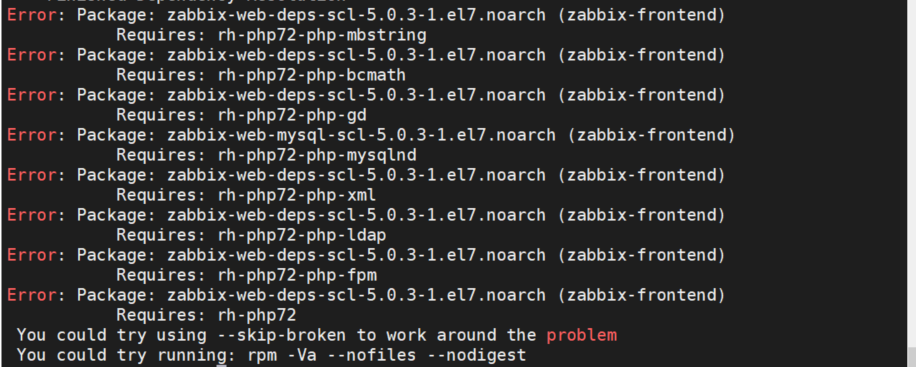 Error: Package: zabbix-web-deps-scl-5.0.3-1.el7.noarch (zabbix-frontend)
Requires: rh-php72-php-mbstring
Error: Package: zabbix-web-deps-scl-5.0.3-1.el7.noarch (zabbix-frontend)
Requires: rh-php72-php-bcmath
Error: Package: zabbix-web-deps-scl-5.0.3-1.el7.noarch (zabbix-frontend)
Requires: rh-php72-php-gd
Error: Package: zabbix-web-mysql-scl-5.0.3-1.el7.noarch (zabbix-frontend)
Requires: rh-php72-php-mysqlnd
Error: Package: zabbix-web-deps-scl-5.0.3-1.el7.noarch (zabbix-frontend)
Requires: rh-php72-php-xml
Error: Package: zabbix-web-deps-scl-5.0.3-1.el7.noarch (zabbix-frontend)
Requires: rh-php72-php-ldap
Error: Package: zabbix-web-deps-scl-5.0.3-1.el7.noarch (zabbix-frontend)
Requires: rh-php72-php-fpm
Error: Package: zabbix-web-deps-scl-5.0.3-1.el7.noarch (zabbix-frontend)
Requires: rh-php72
You could try using --skip-broken to work around the problem
You could try running: rpm -Va --nofiles --nodigest